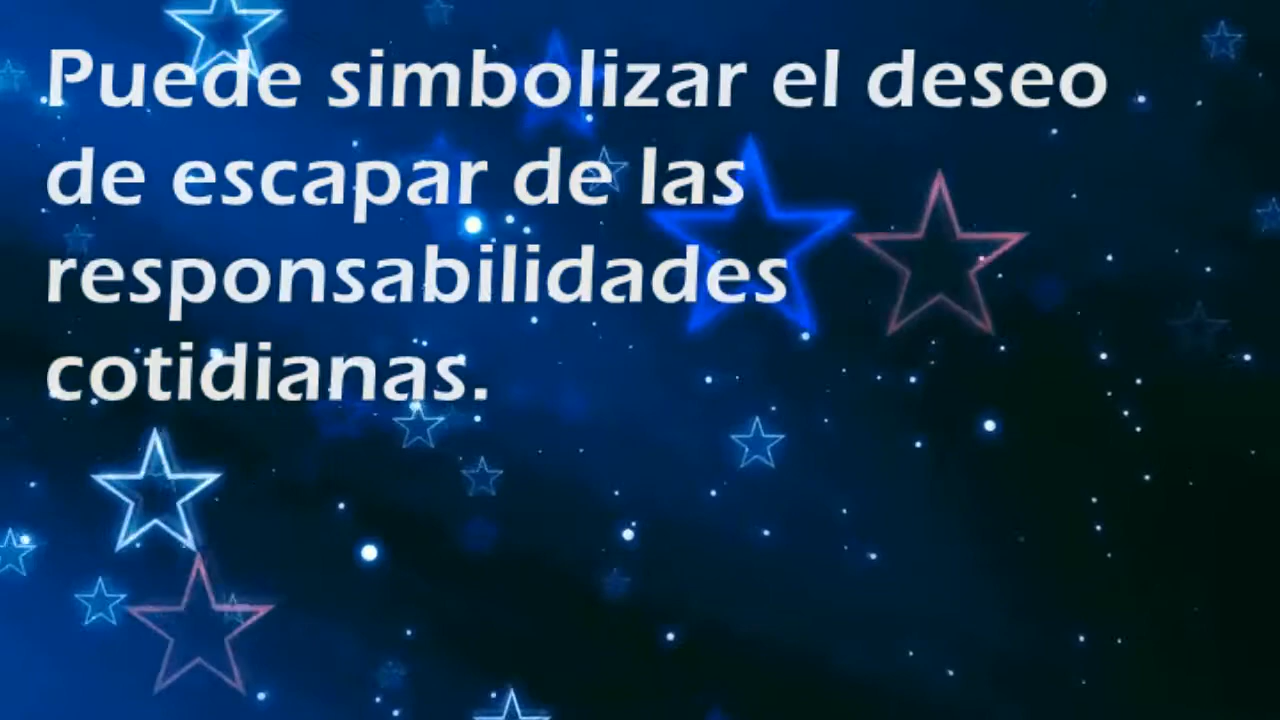 Puede simbolizar el deseo
de escapar de las
responsabilidades
cotidianas.